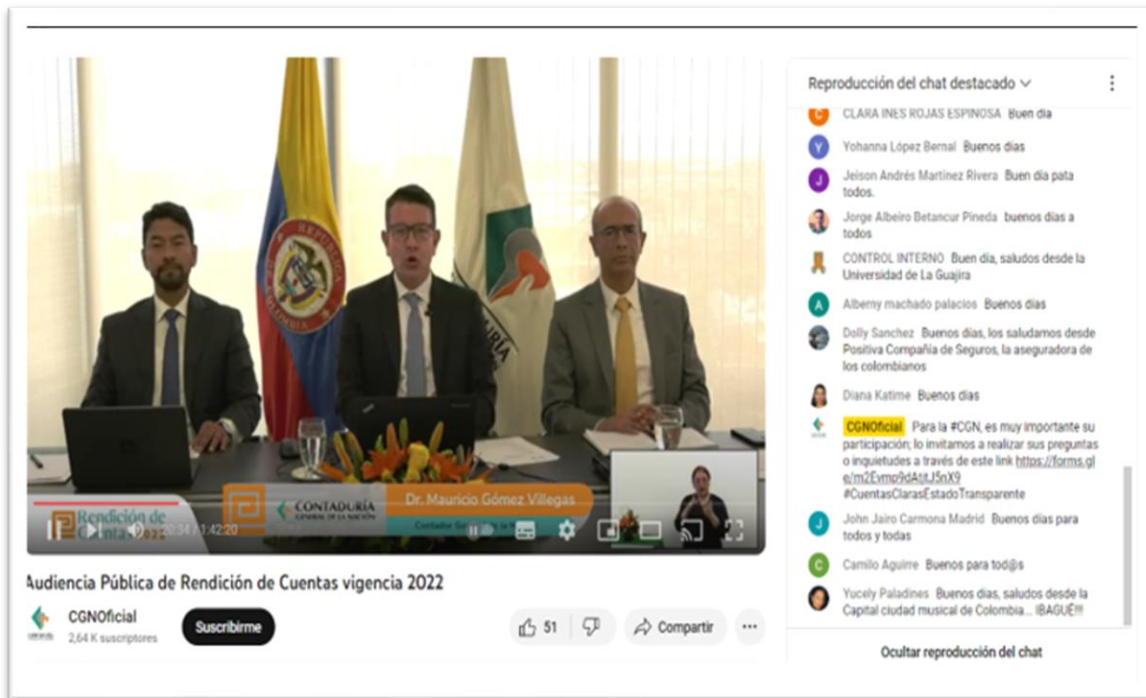 REPUBLICA
COLOMBIA
CONTADURÍA
GENERAL DE LA NACIÓN
Dr. Mauricio Gómez Villegas
Rendición de
Cuentas 2022
1:42:20
Audiencia Pública de Rendición de Cuentas vigencia 2022
CGNOficial
2,64 K suscriptores
Suscribirme
51
Compartir
Reproducción del chat destacado
CLARA INES ROJAS ESPINOSA Buen dia
Yohanna López Bernal Buenos dias
Jeison Andrés Martinez Rivera Buen día pata
todos.
Jorge Albeiro Betancur Pineda buenos días a
todos
CONTROL INTERNO Buen dia, saludos desde la
Universidad de La Guajira
Alberny machado palacios Buenos dias
Dolly Sanchez Buenos dias, los saludamos desde
Positiva Compañía de Seguros, la aseguradora de
los colombianos
Diana Katime Buenos dias
CGNOficial Para la #CGN, es muy importante su
participación; lo invitamos a realizar sus preguntas
o inquietudes a través de este link https://forms.gl
#CuentasClarasEstadoTransparente
John Jairo Carmona Madrid Buenos días para
todos y todas
Camilo Aguirre Buenos para tod@s
Yucely Paladines Buenos dias, saludos desde la
Capital ciudad musical de Colombia... IBAGUÉ!!!
Ocultar reproducción del chat